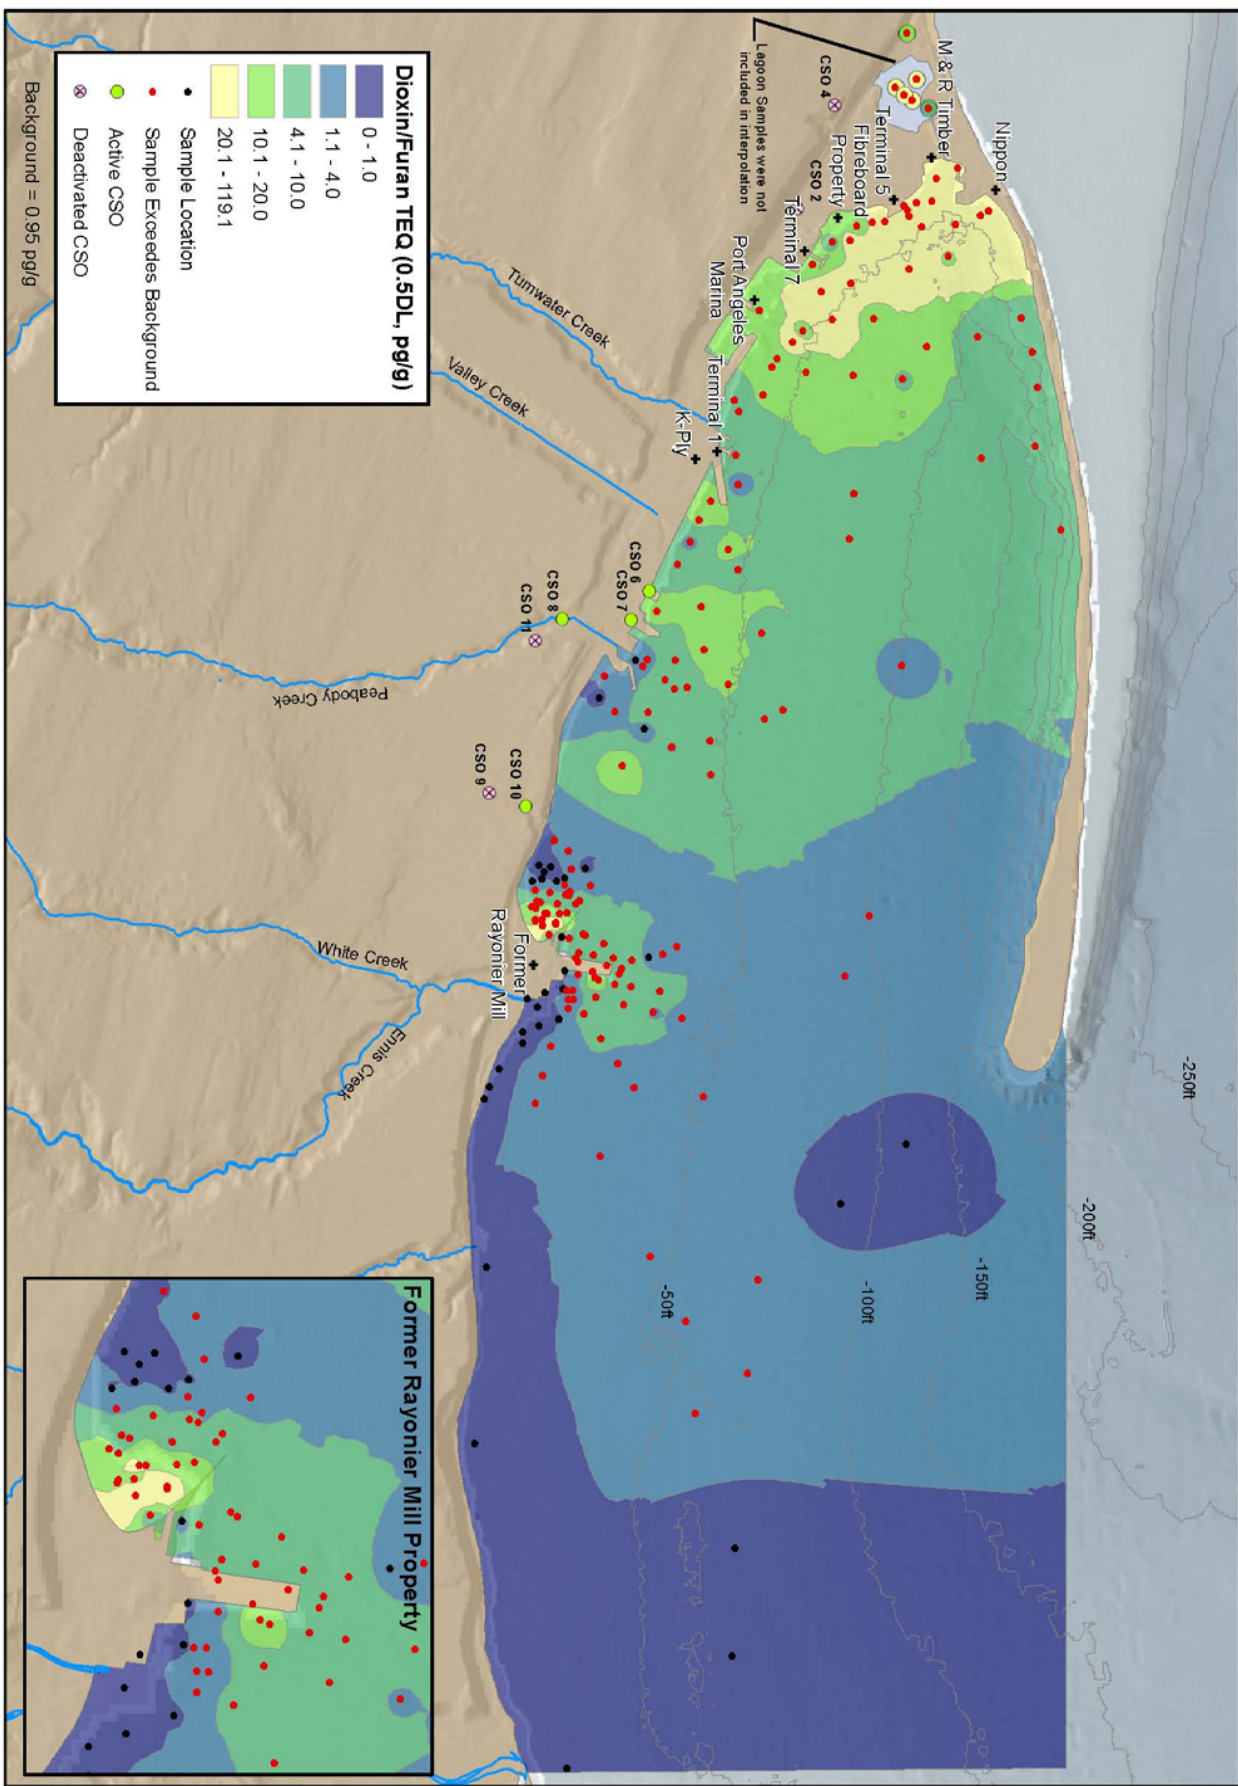 Nippon
M & R Timber
Terminal 5
Fibreboard
Property
Terminal 7
Port Angeles
Marina
Terminal 1
K-Ply
CSO 4
CSO 2
Lagoon Samples were not
included in interpolation
Tumwater Creek
Valley Creek
CSO 6
CSO 7
CSO 8
CSO 11
Peabody Creek
CSO 10
CSO 9
Former
Rayonier Mill
White Creek
Ennis Creek
-250ft
-200ft
-150ft
-100ft
-50ft
Dioxin/Furan TEQ (0.5DL, pg/g)
0 - 1.0
1.1 - 4.0
4.1 - 10.0
10.1 - 20.0
20.1 - 119.1
Sample Location
Sample Exceedes Background
Active CSO
Deactivated CSO
Background = 0.95 pg/g
Former Rayonier Mill Property